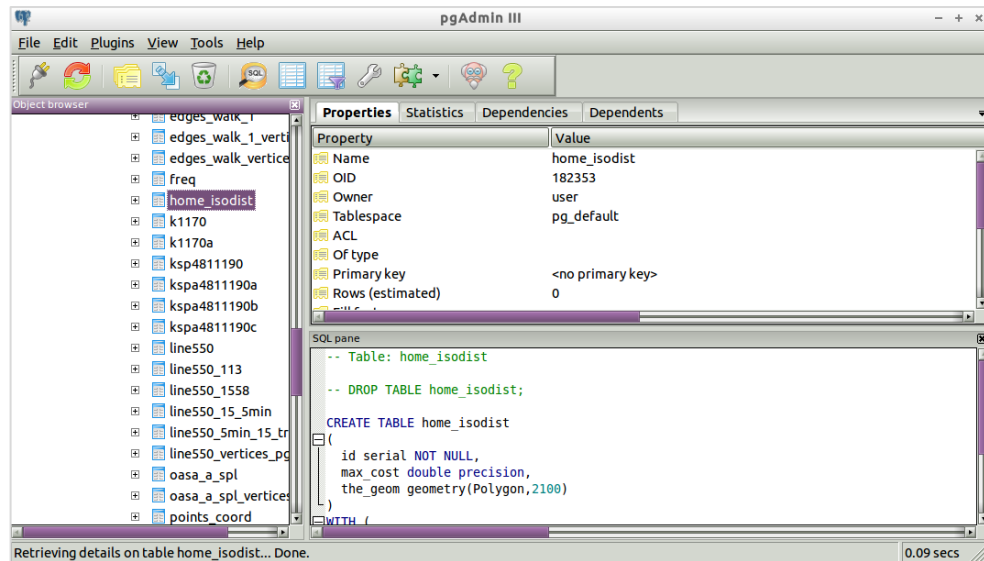 pgAdmin III
File Edit Plugins View Tools Help
SQL
Object browser
edges_walk_1
edges_walk_1_verti
edges_walk_vertice
freq
home_isodist
k1170
k1170a
ksp4811190
kspa4811190a
kspa4811190b
kspa4811190c
line550
line550_113
line550_1558
line550_15_5min
line550_5min_15_tr
line550_vertices_pg
oasa_a_spl
oasa_a_spl_vertices
points_coord
Properties Statistics Dependencies Dependents
Property Value
Name home_isodist
OID 182353
Owner user
Tablespace pg_default
ACL
Of type
Primary key <no primary key>
Rows (estimated) 0
SQL pane
-- Table: home_isodist
-- DROP TABLE home_isodist;
CREATE TABLE home_isodist
(
id serial NOT NULL,
max_cost double precision,
the_geom geometry(Polygon,2100)
)
WITH (
Retrieving details on table home_isodist... Done. 0.09 secs